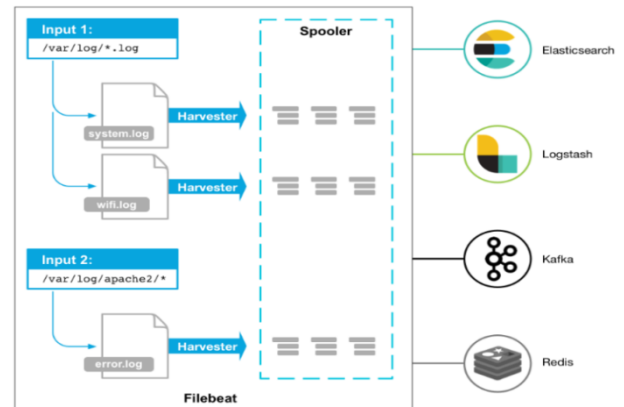 Input 1:
/var/log/*.log
system.log
Harvester
wifi.log
Harvester
Input 2:
/var/log/apache2/*
error.log
Harvester
Filebeat
Spooler
Elasticsearch
Logstash
Kafka
Redis